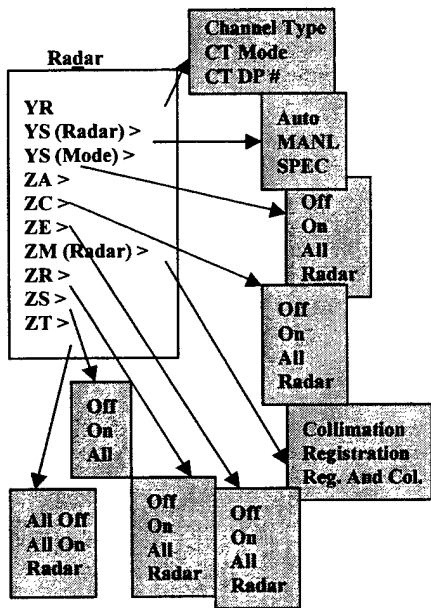 Radar
YR
YS (Radar) >
YS (Mode) >
ZA >
ZC >
ZE >
ZM (Radar) >
ZR >
ZS >
ZT >
Channel Type
CT Mode
CT DP #
Auto
MANL
SPEC
Off
On
All
Radar
Off
On
All
Radar
Collimation
Registration
Reg. And Col.
Off
On
All
All Off
All On
Radar
Off
On
All
Radar
Off
On
All
Radar